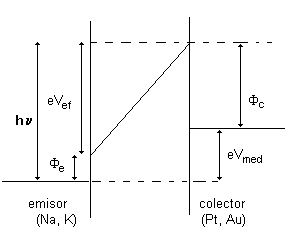 eV_ef
hν
Φ_c
Φ_e
eV_med
emisor
(Na, K)
colector
(Pt, Au)